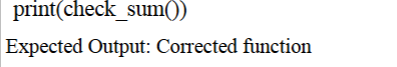 print(check_sum())
Expected Output: Corrected function